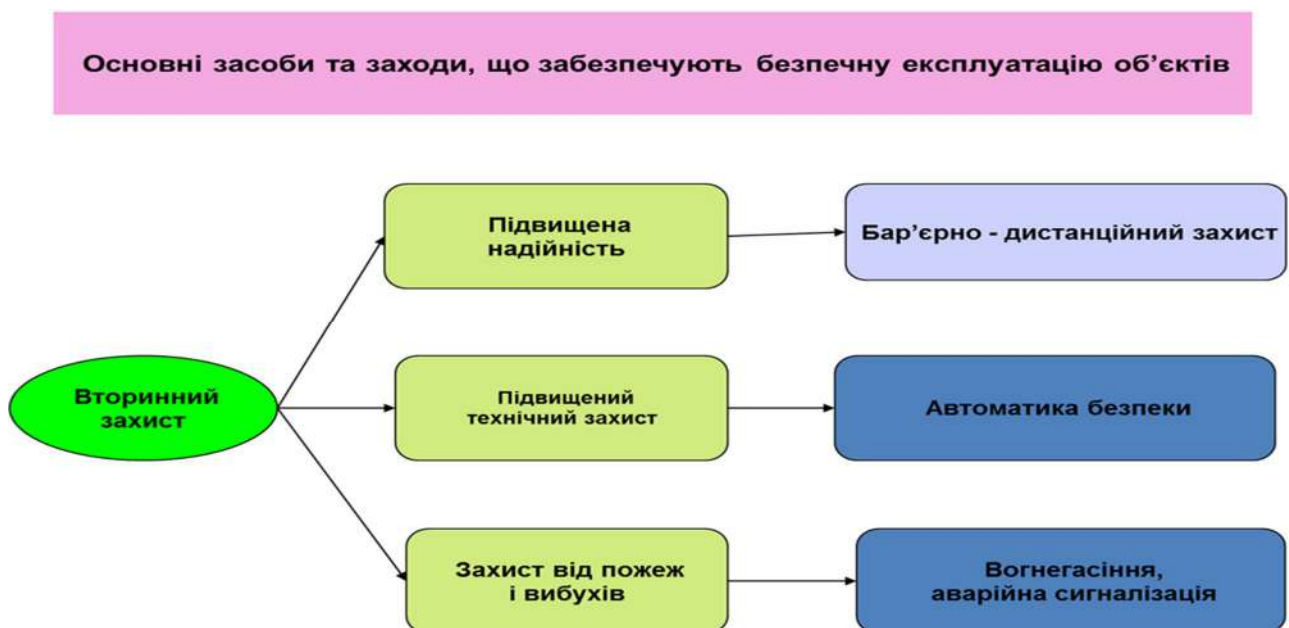 Основні засоби та заходи, що забезпечують безпечну експлуатацію об’єктів
Підвищена
надійність
Бар’єрно - дистанційний захист
Вторинний
захист
Підвищений
технічний захист
Автоматика безпеки
Захист від пожеж
і вибухів
Вогнегасіння,
аварійна сигналізація